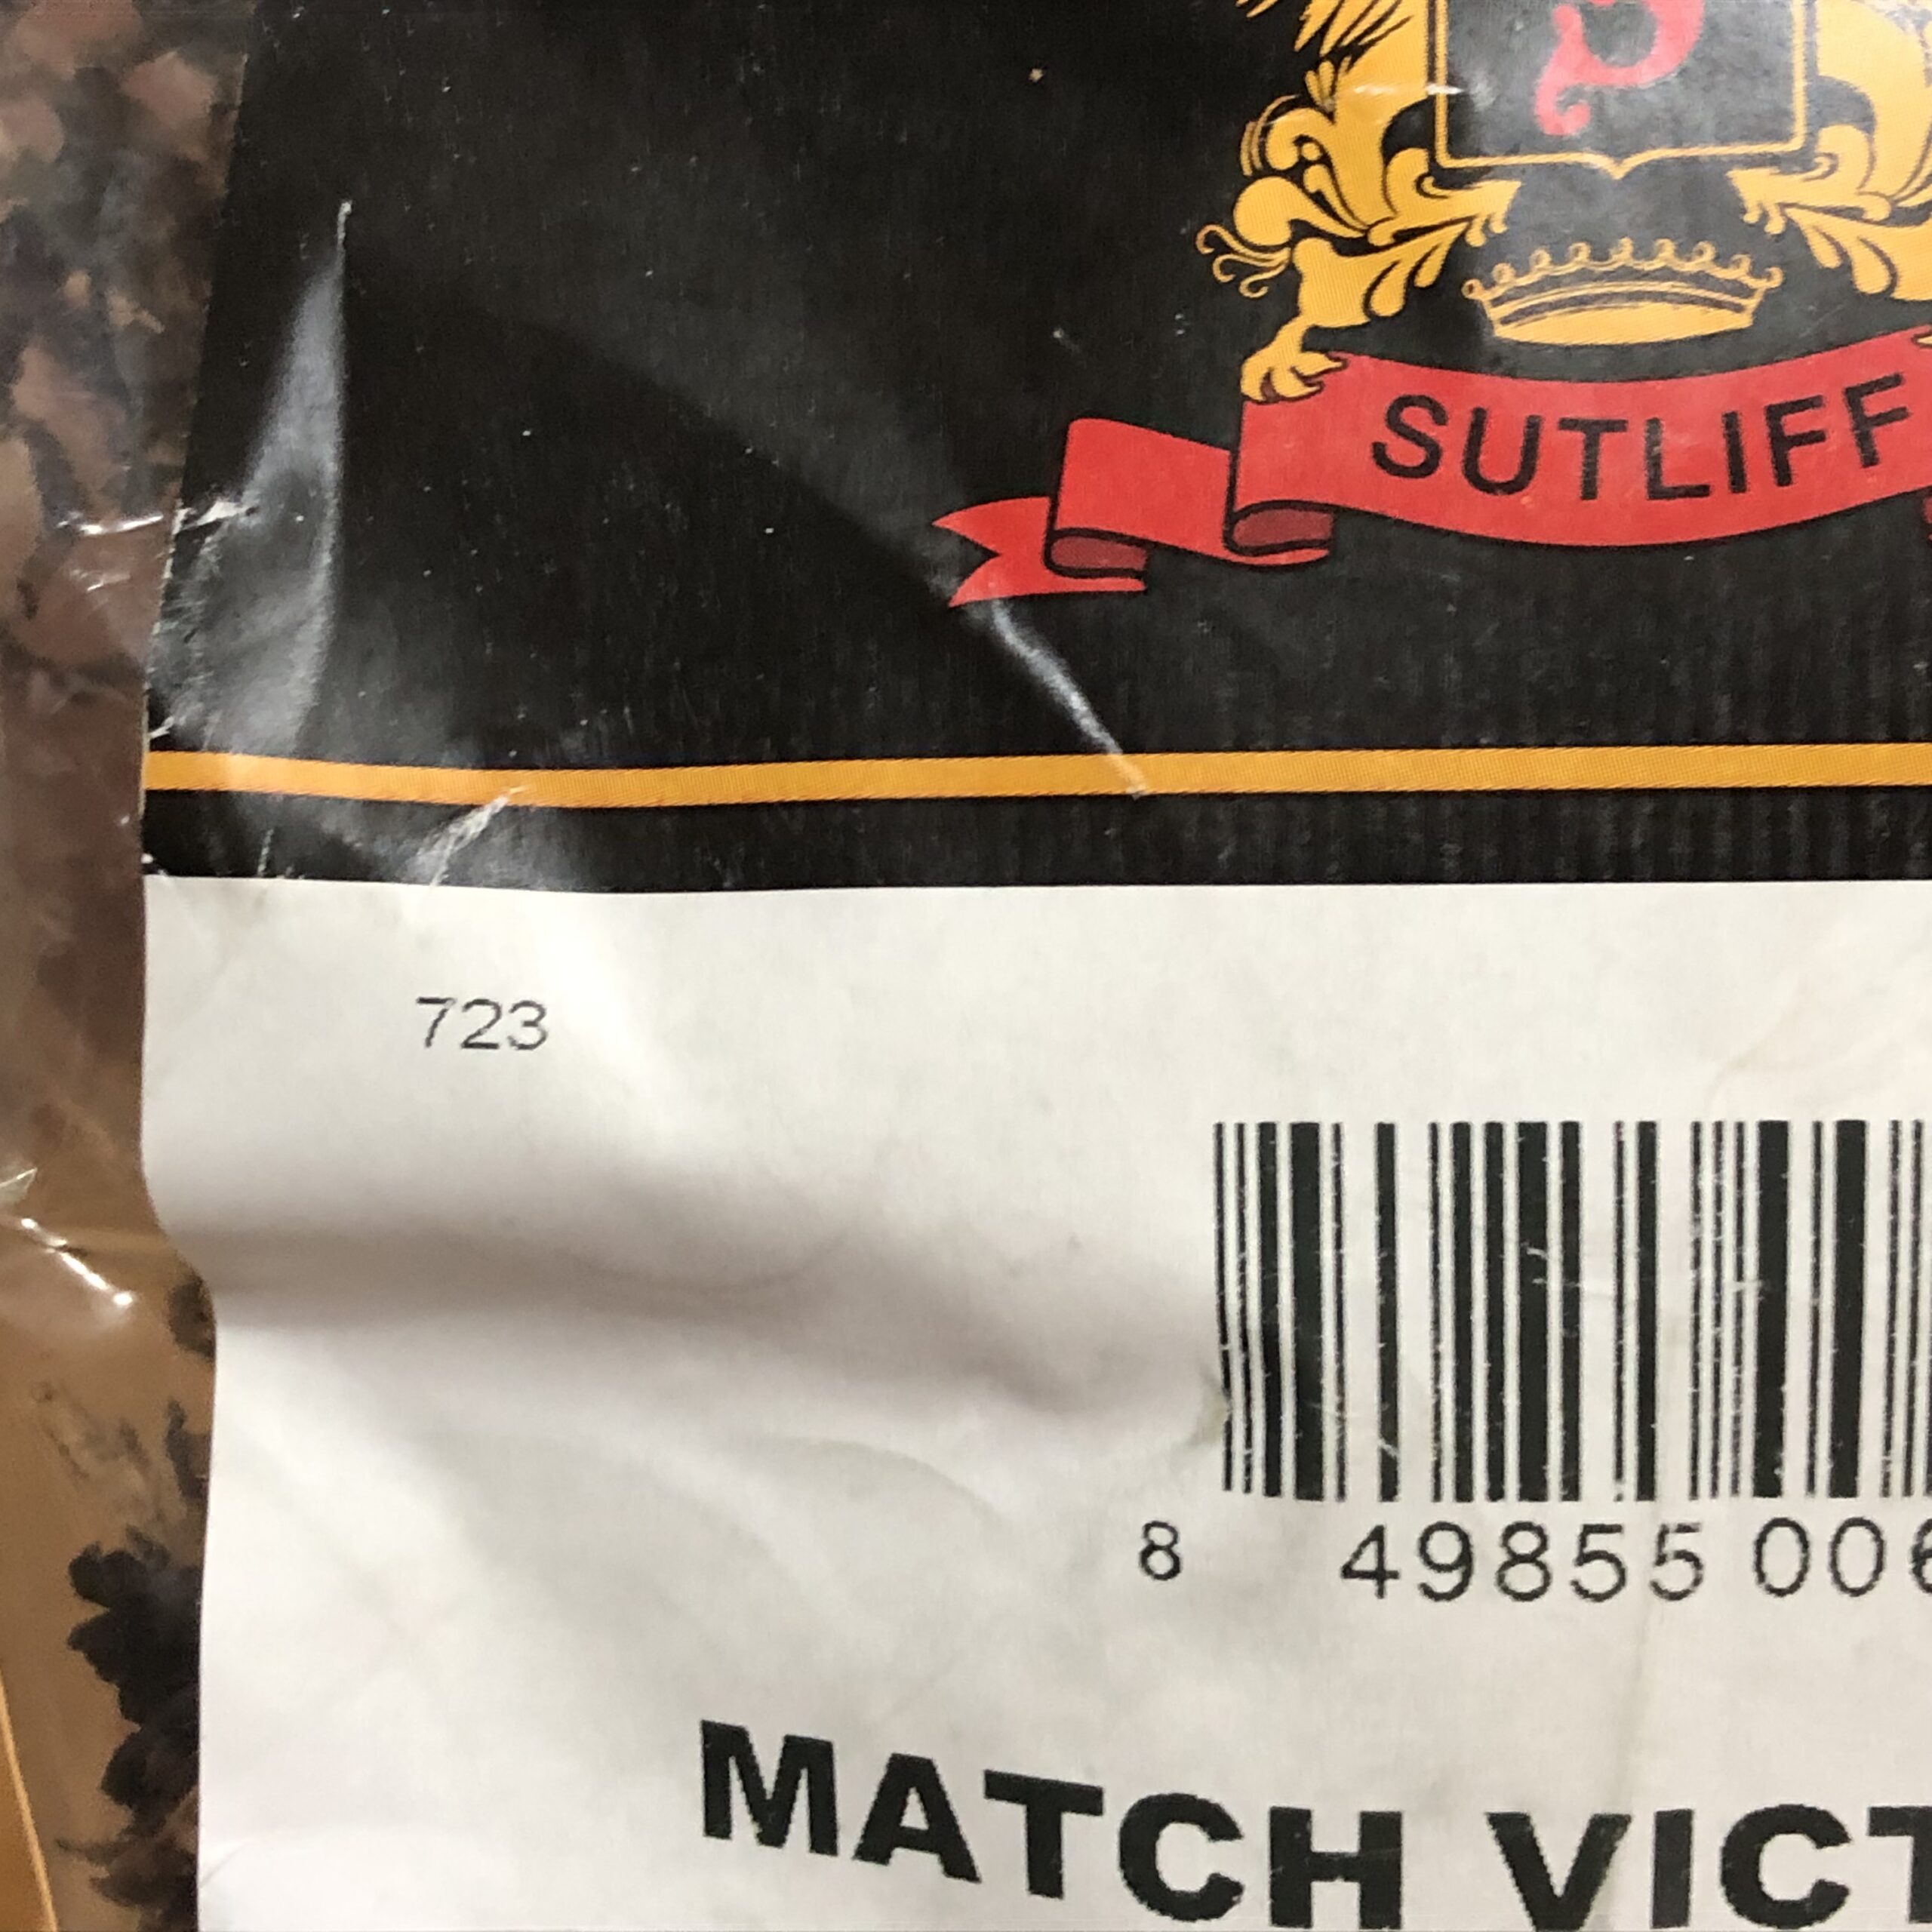 S
SUTLIFF
723
8 49855 006
MATCH VICT